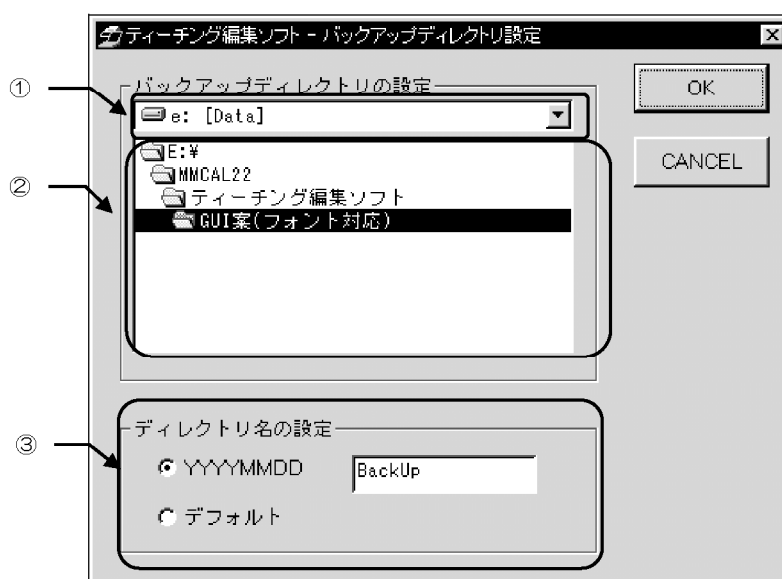 ティーチング編集ソフト - バックアップディレクトリ設定
①
バックアップディレクトリの設定
OK
e: [Data]
CANCEL
②
E:¥
MMCAL22
ティーチング編集ソフト
GUI案(フォント対応)
③
ディレクトリ名の設定
YYYYMMDD
BackUp
デフォルト